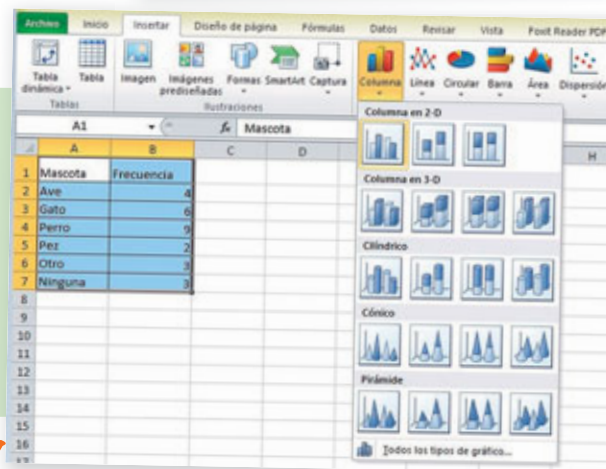 Archivo Inicio Insertar Diseño de página Fórmulas Datos Revisar Vista Foxit Reader PDF
Tabla dinámica Tabla Imagen Imágenes prediseñadas Formas SmartArt Captura Columna Línea Circular Barra Área Dispersión
Tablas Ilustraciones
Columna en 2-D
A1 fx Mascota
A B C D H
1 Mascota Frecuencia
2 Ave 4
3 Gato 6
4 Perro 9
5 Pez 2
6 Otro 3
7 Ninguna 3
8
9
10
11
12
13
14
15
16
17
Columna en 3-D
Cilíndrico
Cónico
Pirámide
Todos los tipos de gráfico...